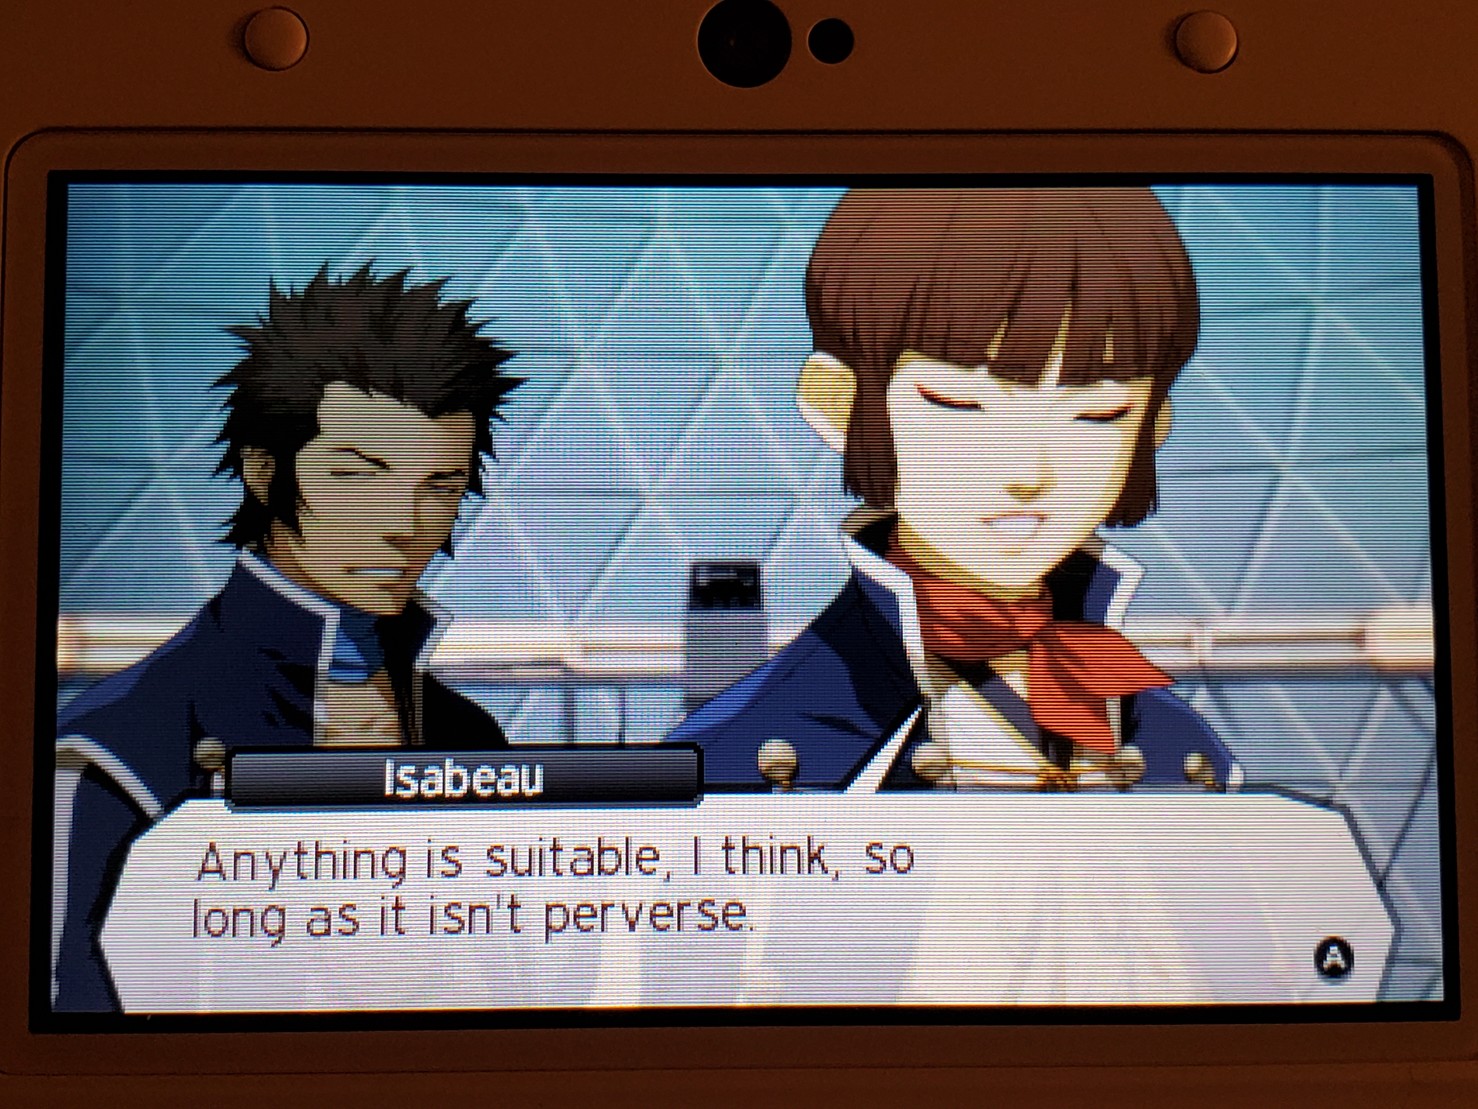 Isabeau
Anything is suitable, I think, so
long as it isn't perverse.
A